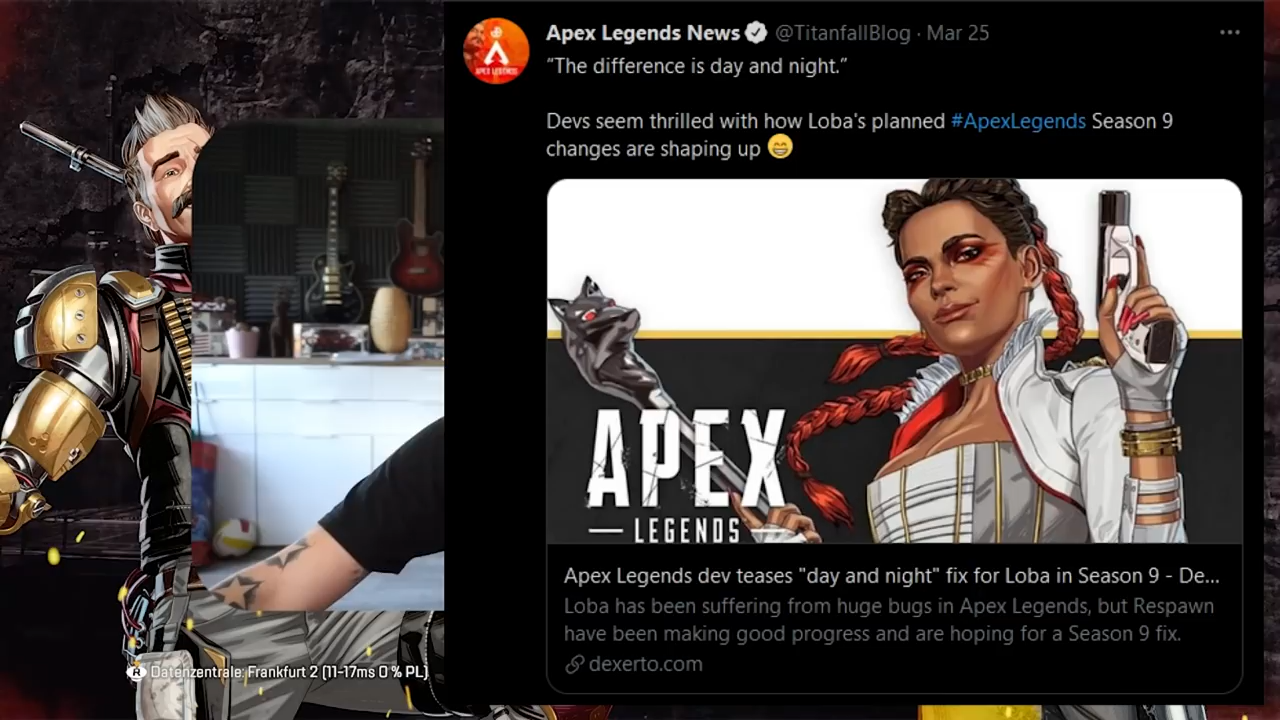 Apex Legends News @TitanfallBlog · Mar 25
“The difference is day and night.”
Devs seem thrilled with how Loba's planned #ApexLegends Season 9
changes are shaping up 😄
APEX
LEGENDS
Apex Legends dev teases "day and night" fix for Loba in Season 9 - De...
Loba has been suffering from huge bugs in Apex Legends, but Respawn
have been making good progress and are hoping for a Season 9 fix.
dexerto.com
R Datenzentrale: Frankfurt 2 (11-17ms 0 % PL)